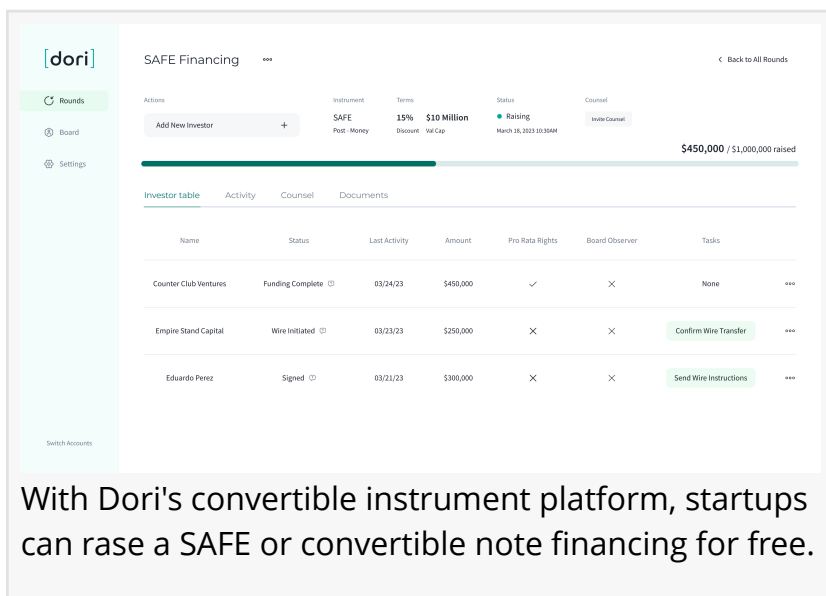 [dori]
SAFE Financing
Back to All Rounds
Rounds
Board
Settings
Actions
Instrument
Terms
Status
Counsel
Add New Investor +
SAFE
15% $10 Million
Raising
Invite Counsel
Post - Money
Discount Val Cap
March 18, 2023 10:30AM
$450,000 / $1,000,000 raised
Investor table Activity Counsel Documents
Name Status Last Activity Amount Pro Rata Rights Board Observer Tasks
Counter Club Ventures Funding Complete 03/24/23 $450,000 None
Empire Stand Capital Wire Initiated 03/23/23 $250,000 Confirm Wire Transfer
Eduardo Perez Signed 03/21/23 $300,000 Send Wire Instructions
Switch Accounts
With Dori's convertible instrument platform, startups
can rase a SAFE or convertible note financing for free.